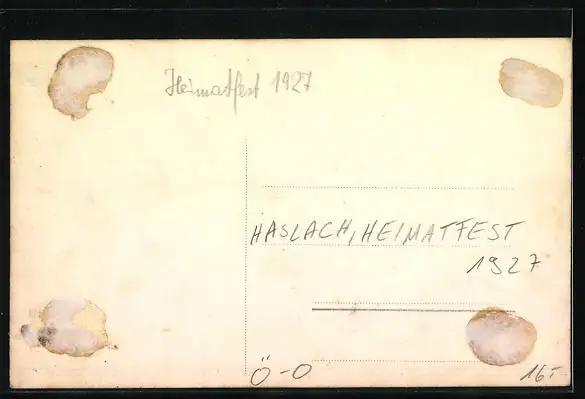 Heimatfest 1927
HASLACH, HEIMATFEST
1927
Ö-O
16,-